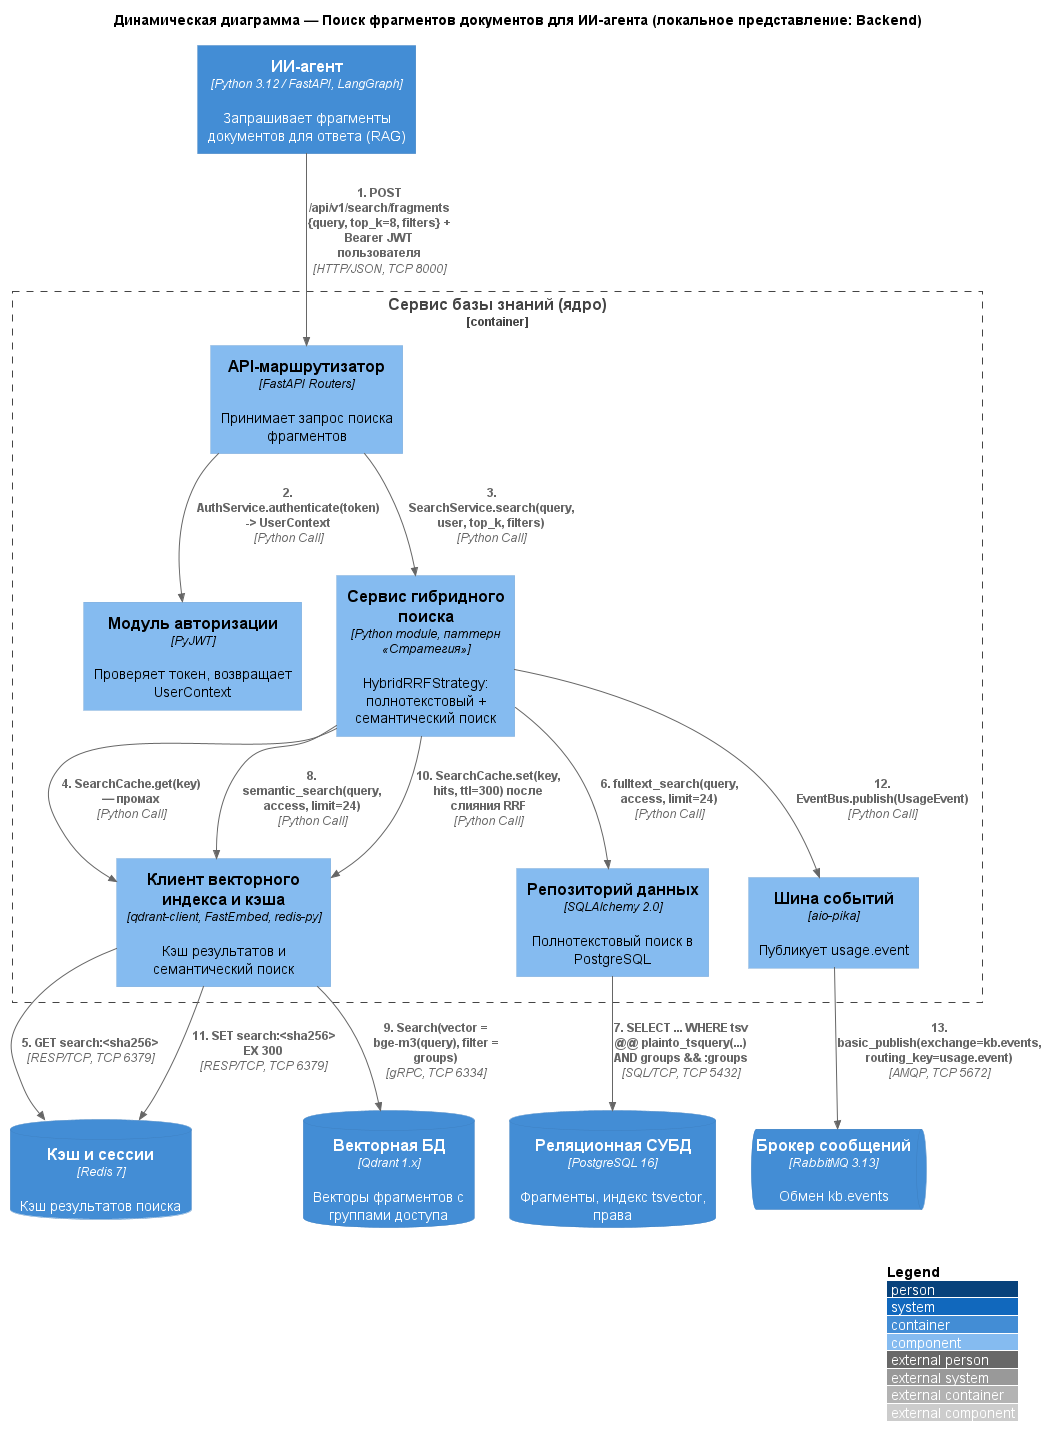 Динамическая диаграмма — Поиск фрагментов документов для ИИ-агента (локальное представление: Backend)
ИИ-агент
[Python 3.12 / FastAPI, LangGraph]
Запрашивает фрагменты
документов для ответа (RAG)
1. POST
/api/v1/search/fragments
{query, top_k=8, filters} +
Bearer JWT
пользователя
[HTTP/JSON, TCP 8000]
Сервис базы знаний (ядро)
[container]
API-маршрутизатор
[FastAPI Routers]
Принимает запрос поиска
фрагментов
2.
AuthService.authenticate(token)
-> UserContext
[Python Call]
3.
SearchService.search(query,
user, top_k, filters)
[Python Call]
Модуль авторизации
[PyJWT]
Проверяет токен, возвращает
UserContext
Сервис гибридного
поиска
[Python module, паттерн
«Стратегия»]
HybridRRFStrategy:
полнотекстовый +
семантический поиск
4. SearchCache.get(key)
— промах
[Python Call]
8.
semantic_search(query,
access, limit=24)
[Python Call]
10. SearchCache.set(key,
hits, ttl=300) после
слияния RRF
[Python Call]
6. fulltext_search(query,
access, limit=24)
[Python Call]
12.
EventBus.publish(UsageEvent)
[Python Call]
Клиент векторного
индекса и кэша
[qdrant-client, FastEmbed, redis-py]
Кэш результатов и
семантический поиск
Репозиторий данных
[SQLAlchemy 2.0]
Полнотекстовый поиск в
PostgreSQL
Шина событий
[aio-pika]
Публикует usage.event
5. GET search:<sha256>
[RESP/TCP, TCP 6379]
11. SET search:<sha256>
EX 300
[RESP/TCP, TCP 6379]
9. Search(vector =
bge-m3(query), filter =
groups)
[gRPC, TCP 6334]
7. SELECT ... WHERE tsv
@@ plainto_tsquery(...)
AND groups && :groups
[SQL/TCP, TCP 5432]
13.
basic_publish(exchange=kb.events,
routing_key=usage.event)
[AMQP, TCP 5672]
Кэш и сессии
[Redis 7]
Кэш результатов поиска
Векторная БД
[Qdrant 1.x]
Векторы фрагментов с
группами доступа
Реляционная СУБД
[PostgreSQL 16]
Фрагменты, индекс tsvector,
права
Брокер сообщений
[RabbitMQ 3.13]
Обмен kb.events
Legend
person
system
container
component
external person
external system
external container
external component